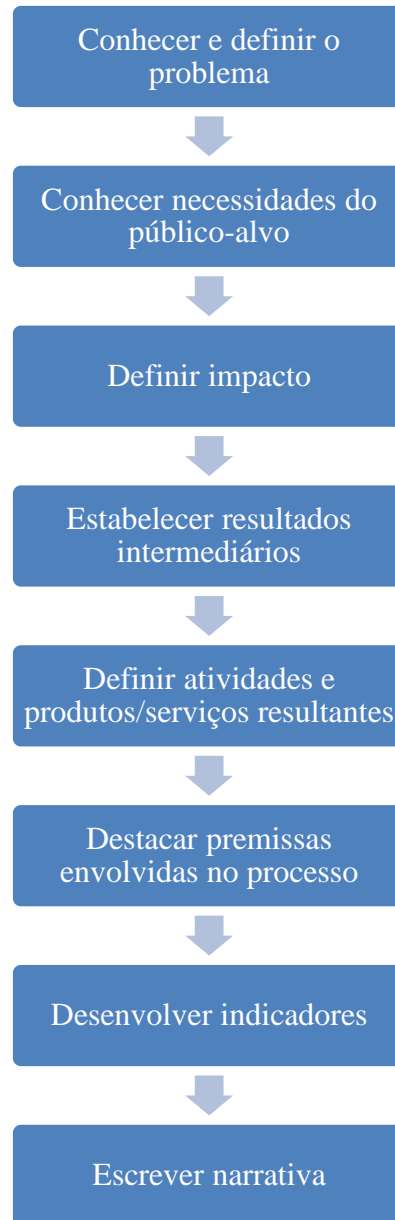 Conhecer e definir o
problema
Conhecer necessidades do
público-alvo
Definir impacto
Estabelecer resultados
intermediários
Definir atividades e
produtos/serviços resultantes
Destacar premissas
envolvidas no processo
Desenvolver indicadores
Escrever narrativa